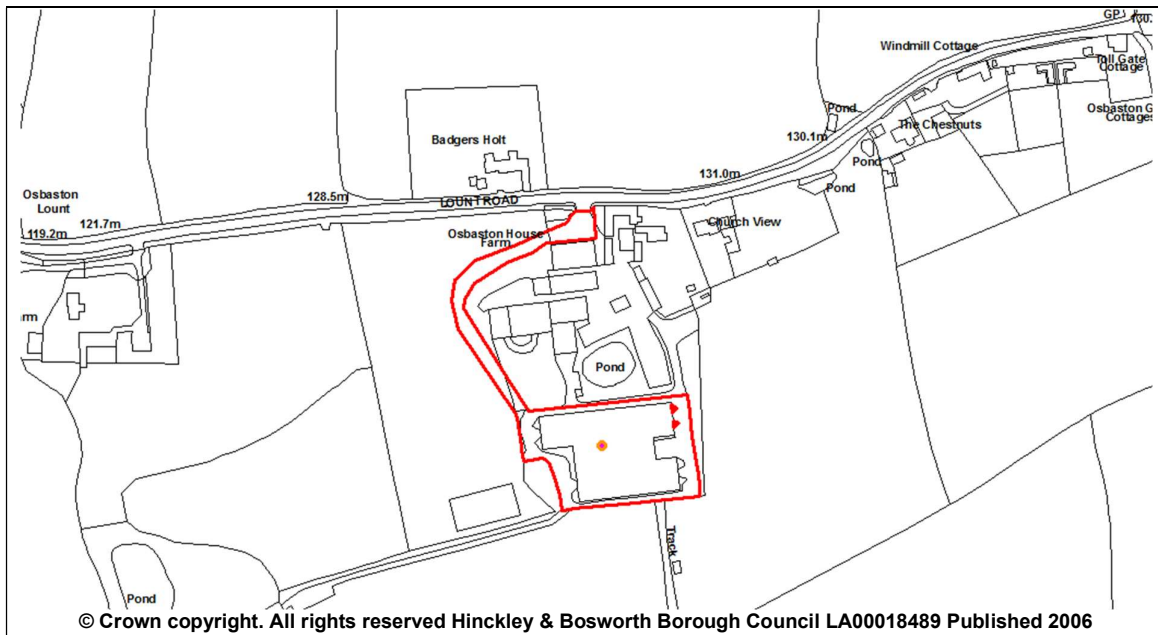 GP
130.
Windmill Cottage
Toll Gate
Cottage
Pond
Osbaston G
Cottages
The Chestnuts
Badgers Holt
130.1m
Pond
131.0m
Pond
Osbaston
Lount
128.5m
LOUNT ROAD
121.7m
119.2m
Church View
Osbaston House
Farm
arm
Pond
Track
Pond
© Crown copyright. All rights reserved Hinckley & Bosworth Borough Council LA00018489 Published 2006